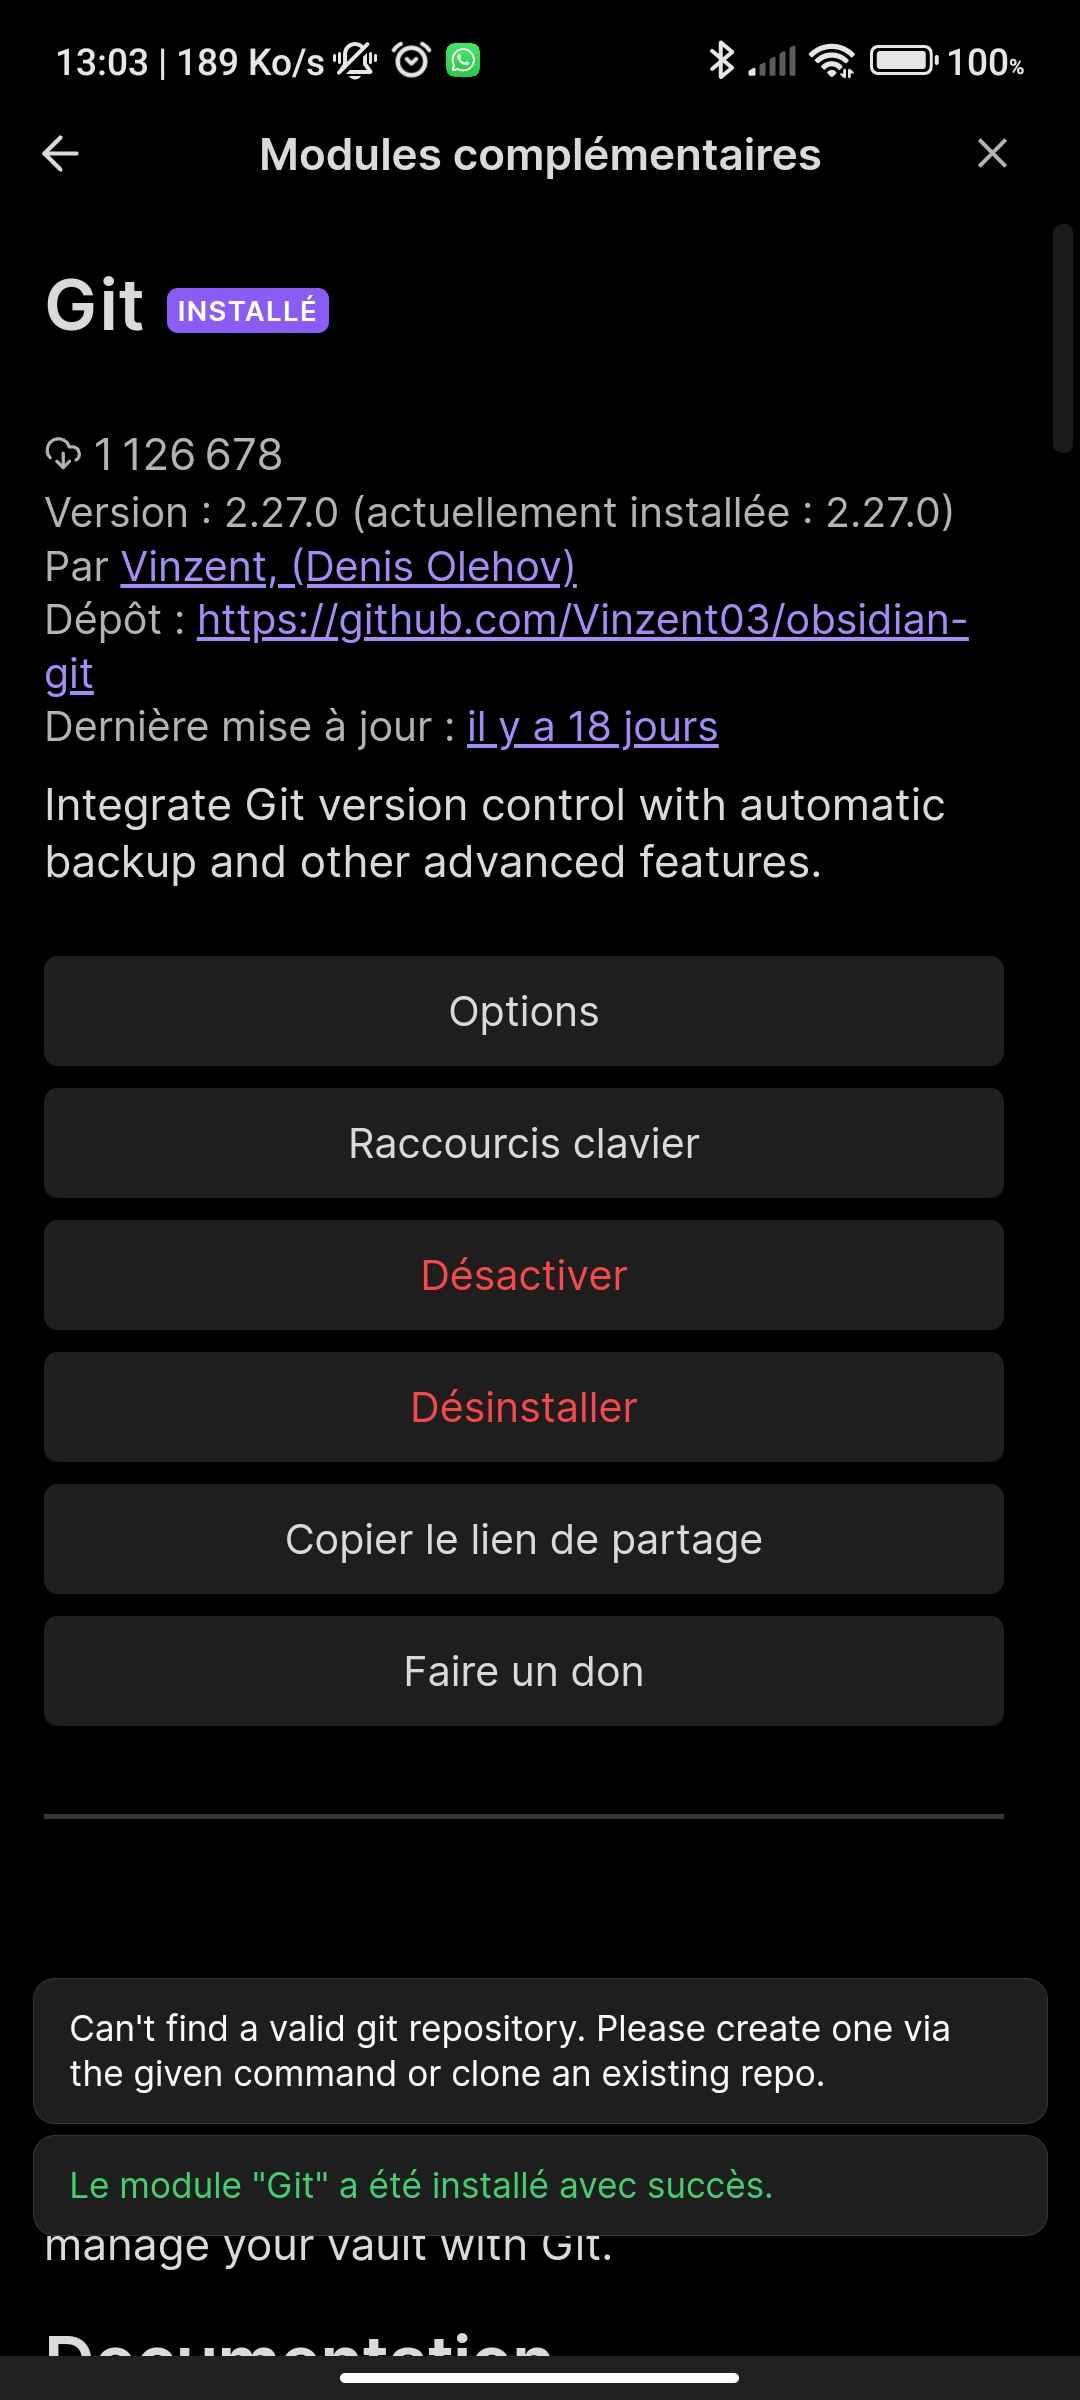 13:03 | 189 Ko/s 100%
Modules complémentaires
Git INSTALLÉ
1 126 678
Version : 2.27.0 (actuellement installée : 2.27.0)
Par Vinzent, (Denis Olehov)
Dépôt : https://github.com/Vinzent03/obsidian-
git
Dernière mise à jour : il y a 18 jours
Integrate Git version control with automatic
backup and other advanced features.
Options
Raccourcis clavier
Désactiver
Désinstaller
Copier le lien de partage
Faire un don
Can't find a valid git repository. Please create one via
the given command or clone an existing repo.
Le module "Git" a été installé avec succès.
manage your vault with Git.
Documentation